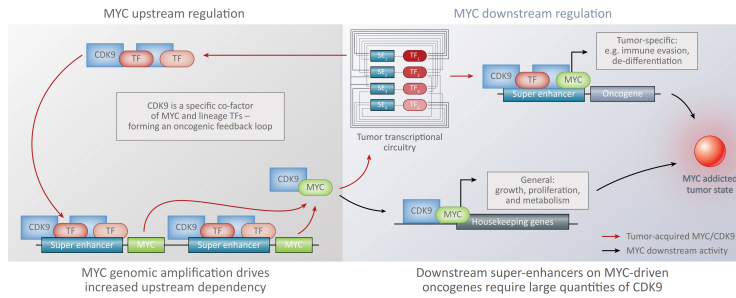 MYC upstream regulation
MYC downstream regulation
CDK9
TF
TF
CDK9 is a specific co-factor
of MYC and lineage TFs –
forming an oncogenic feedback loop
SE1 TF1
SE2 TF2
SE3 TF3
SE4 TF4
Tumor transcriptional
circuitry
Tumor-specific:
e.g. immune evasion,
de-differentiation
CDK9
TF
MYC
Super enhancer
Oncogene
MYC addicted
tumor state
CDK9
MYC
General:
growth, proliferation,
and metabolism
CDK9
MYC
Housekeeping genes
CDK9
TF
TF
Super enhancer
MYC
CDK9
TF
TF
Super enhancer
MYC
Tumor-acquired MYC/CDK9
MYC downstream activity
MYC genomic amplification drives
increased upstream dependency
Downstream super-enhancers on MYC-driven
oncogenes require large quantities of CDK9